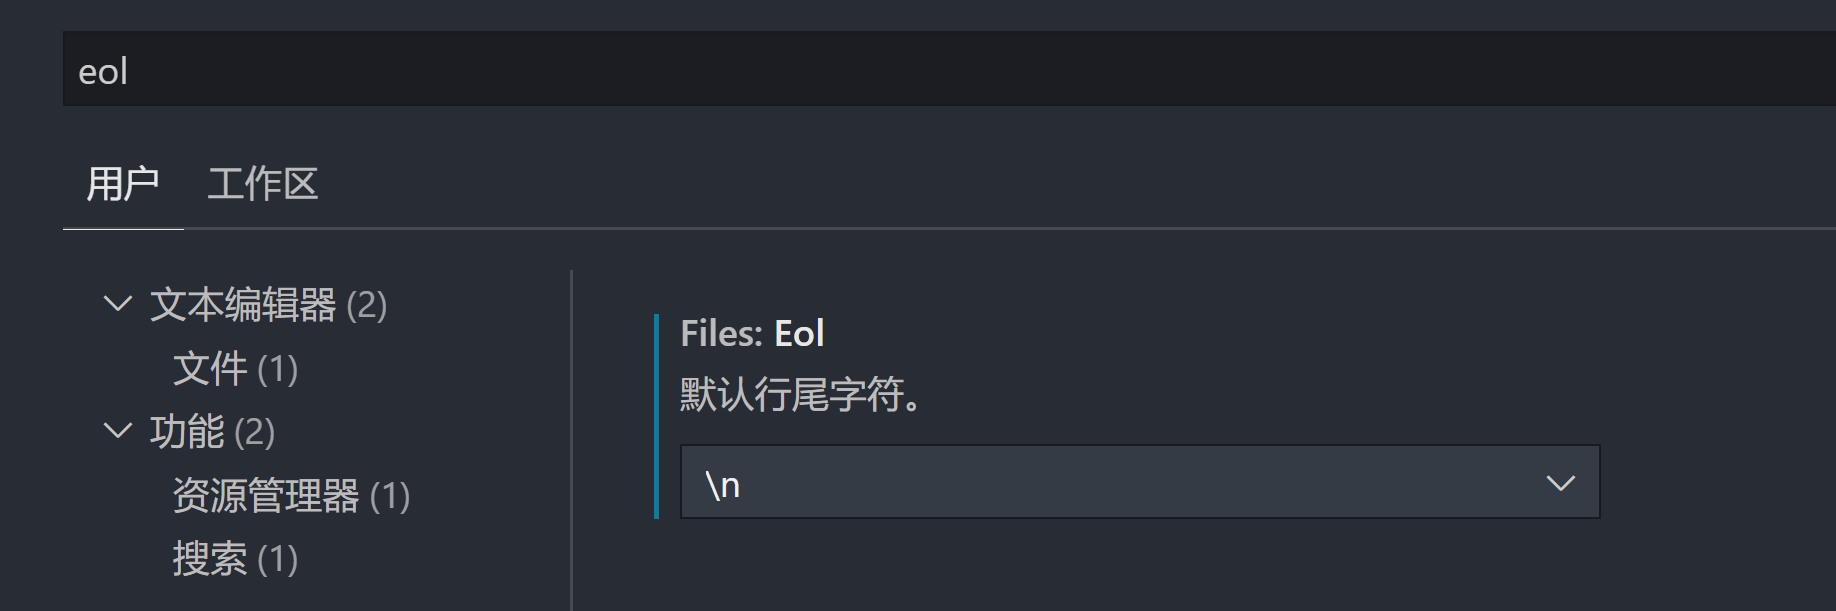 eol
用户 工作区
文本编辑器 (2)
文件 (1)
功能 (2)
资源管理器 (1)
搜索 (1)
Files: Eol
默认行尾字符。
\n